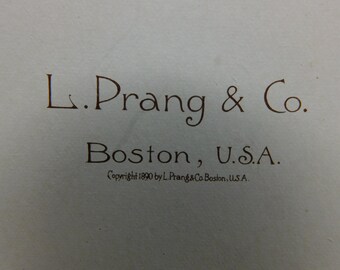 L. Prang & Co.
Boston, U.S.A.
Copyright 1890 by L. Prang & Co. Boston, U.S.A.